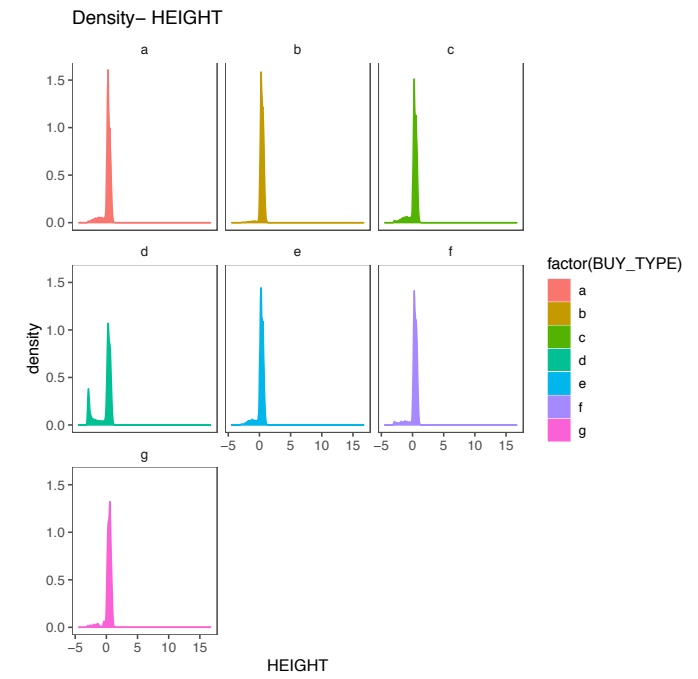 Density− HEIGHT
a b c
1.5
1.0
0.5
0.0
d e f
1.5
1.0
0.5
0.0
−5 0 5 10 15 −5 0 5 10 15
g
1.5
1.0
0.5
0.0
−5 0 5 10 15
HEIGHT
density
factor(BUY_TYPE)
a
b
c
d
e
f
g